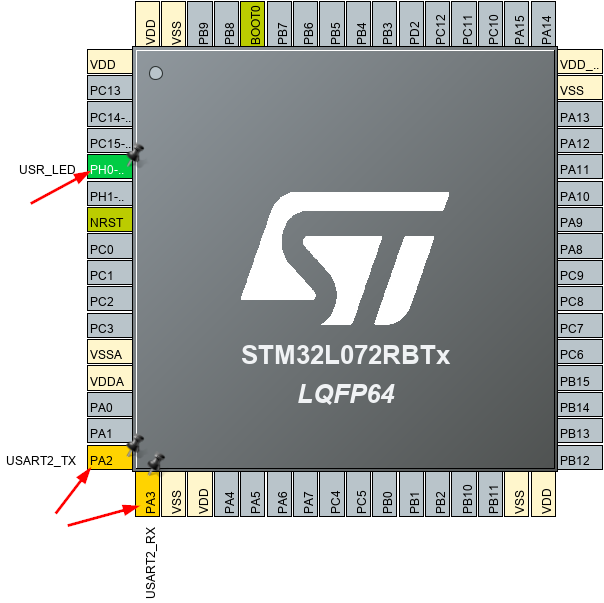 VDD
VSS
PB9
PB8
BOOT0
PB7
PB6
PB5
PB4
PB3
PD2
PC12
PC11
PC10
PA15
PA14
VDD
PC13
PC14-..
PC15-..
USR_LED PH0-..
PH1-..
NRST
PC0
PC1
PC2
PC3
VSSA
VDDA
PA0
PA1
USART2_TX PA2
VDD_..
VSS
PA13
PA12
PA11
PA10
PA9
PA8
PC9
PC8
PC7
PC6
PB15
PB14
PB13
PB12
ST
STM32L072RBTx
LQFP64
PA3
USART2_RX
VSS
VDD
PA4
PA5
PA6
PA7
PC4
PC5
PB0
PB1
PB2
PB10
PB11
VSS
VDD